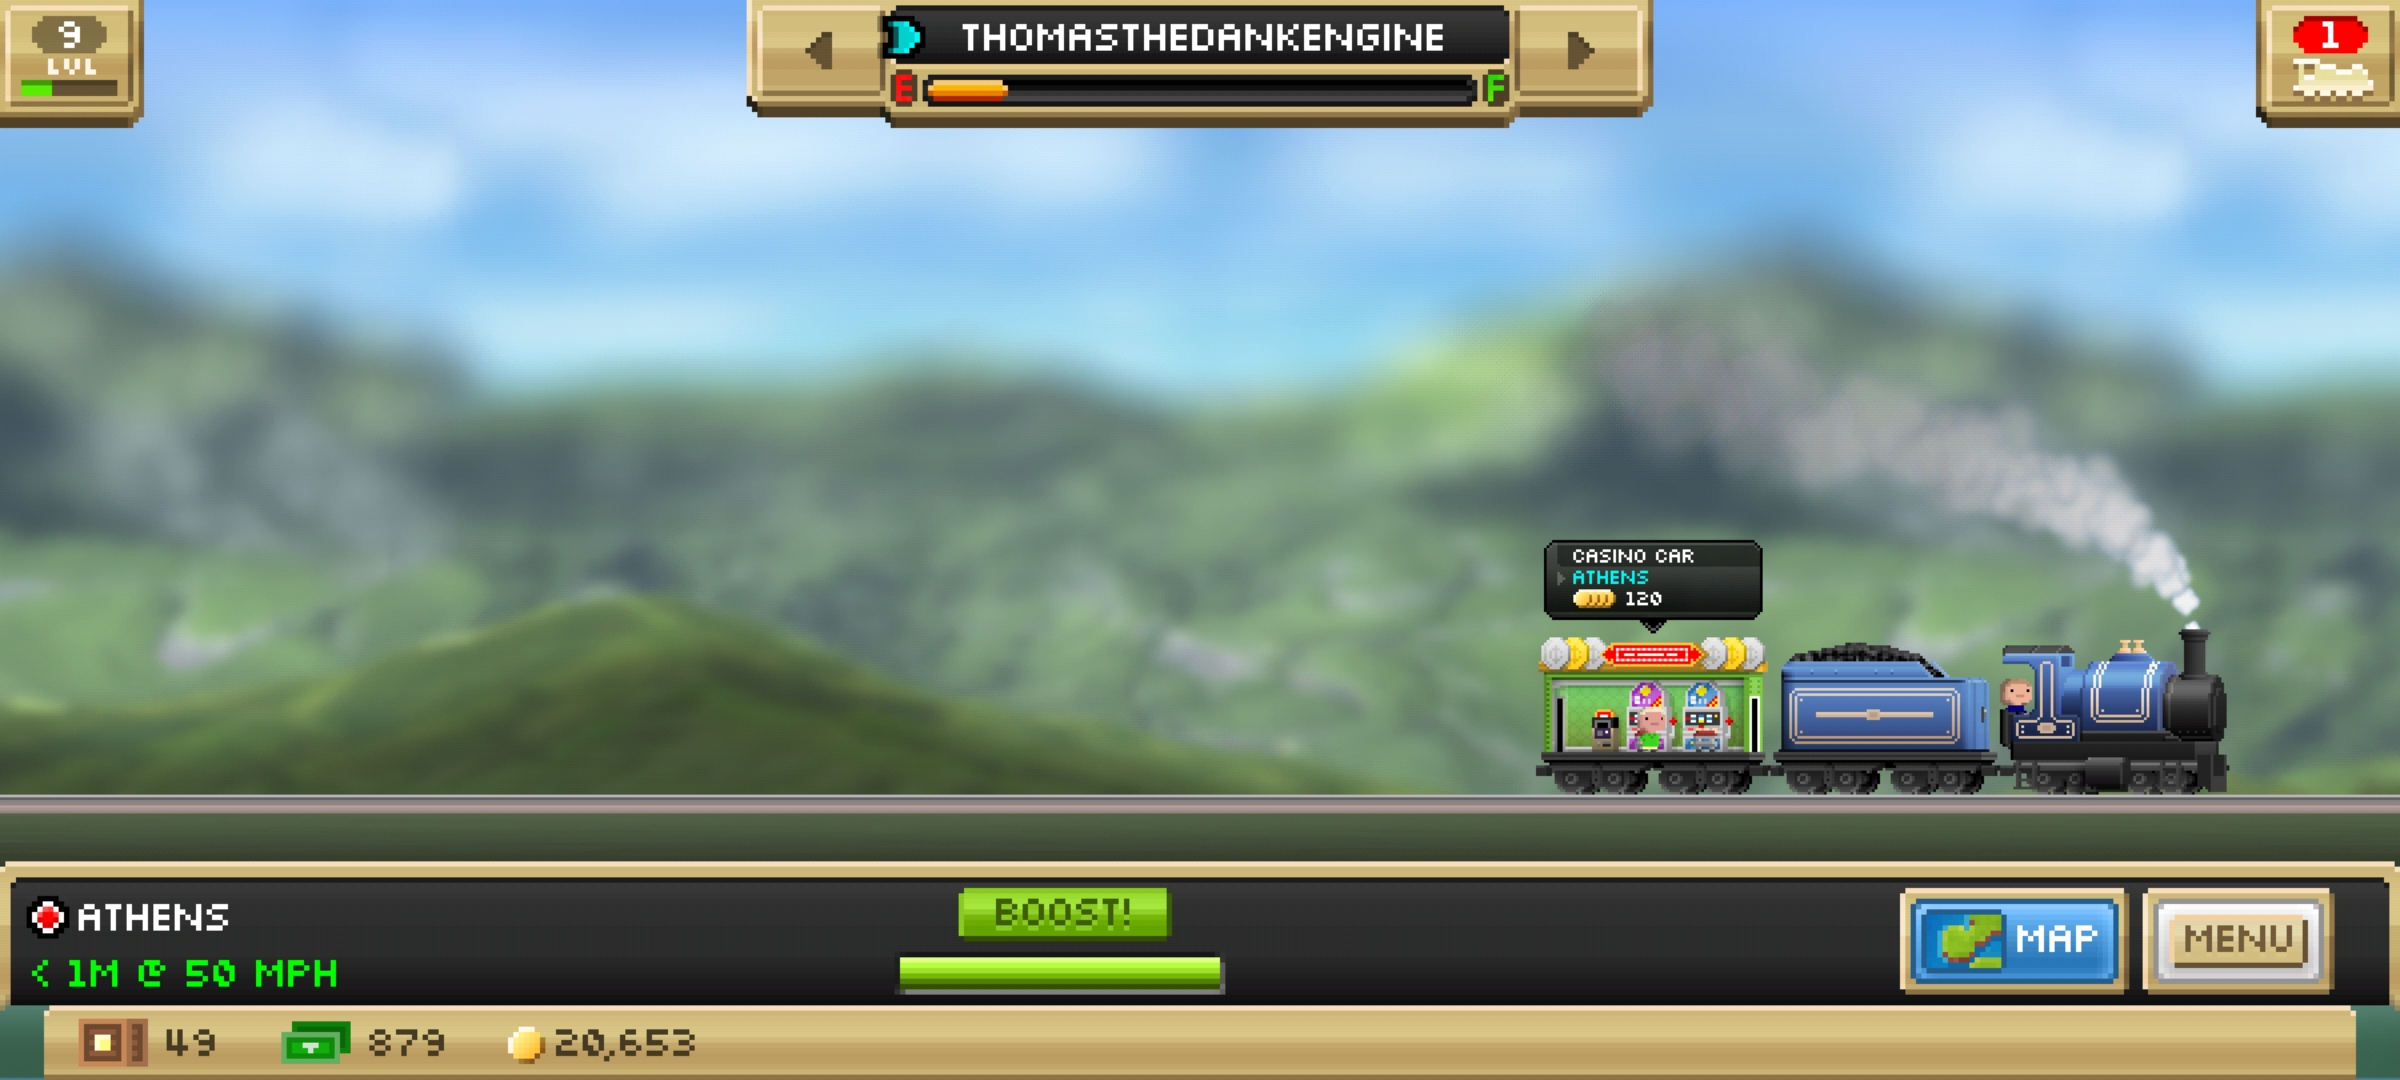 9
LVL
THOMASTHEDANKENGINE
E F
1
CASINO CAR
ATHENS
120
ATHENS
< 1M @ 50 MPH
BOOST!
MAP
MENU
49
879
20,653